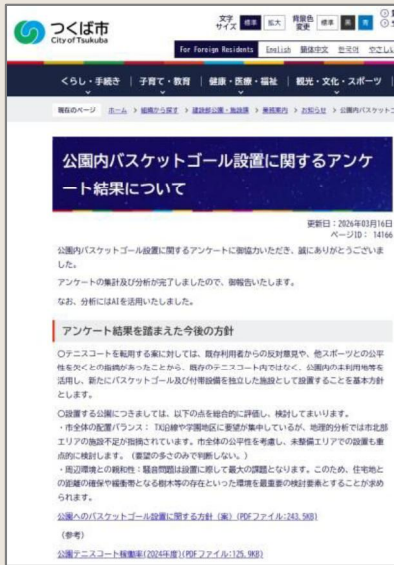 つくば市
City of Tsukuba
文字
サイズ
標準
拡大
背景色
変更
標準
黒
青
For Foreign Residents
English
簡体中文
한국어
やさしい
くらし・手続き
子育て・教育
健康・医療・福祉
観光・文化・スポーツ
現在のページ
ホーム > 組織から探す > 建設部公園・施設課 > 業務案内 > お知らせ > 公園内バスケット
公園内バスケットゴール設置に関するアンケ
ート結果について
更新日:2026年03月16日
ページID: 14166
公園内バスケットゴール設置に関するアンケートに御協力いただき、誠にありがとうございま
した。
アンケートの集計及び分析が完了しましたので、御報告いたします。
なお、分析にはAIを活用いたしました。
アンケート結果を踏まえた今後の方針
○テニスコートを転用する案に対しては、既存利用者からの反対意見や、他スポーツとの公平
性を欠くとの指摘があったことから、既存のテニスコート内ではなく、公園内の未利用地等を
活用し、新たにバスケットゴール及び付帯設備を独立した施設として設置することを基本方針
とします。
○設置する公園につきましては、以下の点を総合的に評価し、検討してまいります。
・市全体の配置バランス: TX沿線や学園地区に要望が集中しているが、地理的分析では市北部
エリアの施設不足が指摘されています。市全体の公平性を考慮し、未整備エリアでの設置も重
点的に検討します。(要望の多さのみで判断しない。)
・周辺環境との親和性:騒音問題は設置に際して最大の課題となります。このため、住宅地と
の距離の確保や緩衝帯となる樹木等の存在といった環境を最重要の検討要素とすることが求め
られます。
公園へのバスケットゴール設置に関する方針(案)(PDFファイル:243.5KB)
(参考)
公園テニスコート稼働率(2024年度)(PDFファイル:125.9KB)